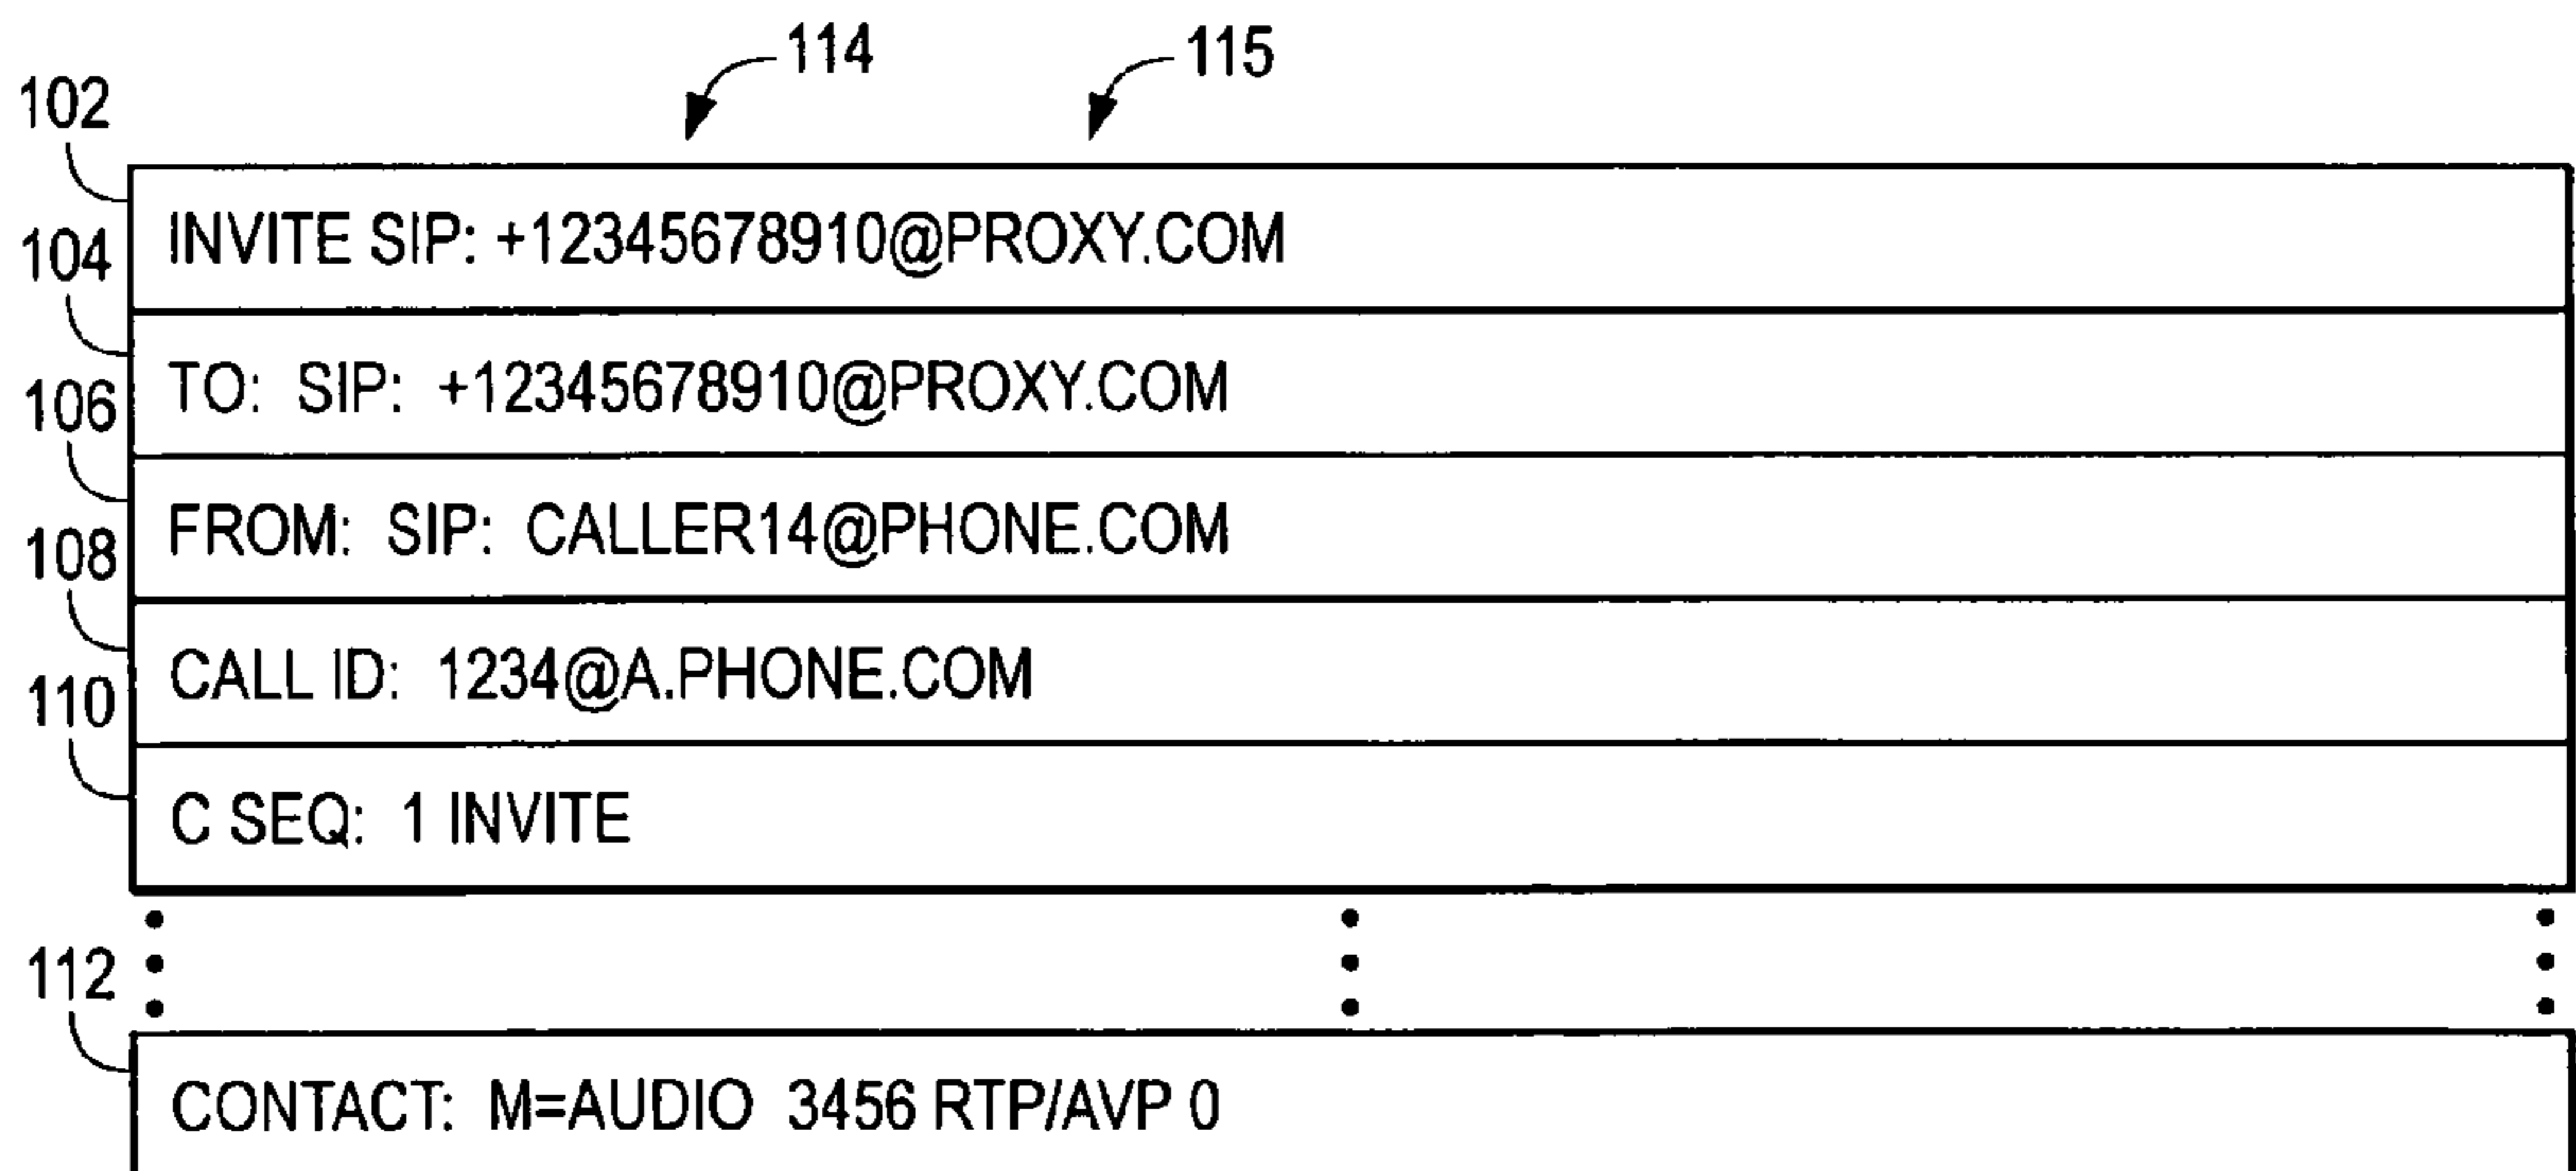 114
115
102
INVITE SIP: +12345678910@PROXY.COM
104
TO: SIP: +12345678910@PROXY.COM
106
FROM: SIP: CALLER14@PHONE.COM
108
CALL ID: 1234@A.PHONE.COM
110
C SEQ: 1 INVITE
112
CONTACT: M=AUDIO 3456 RTP/AVP 0